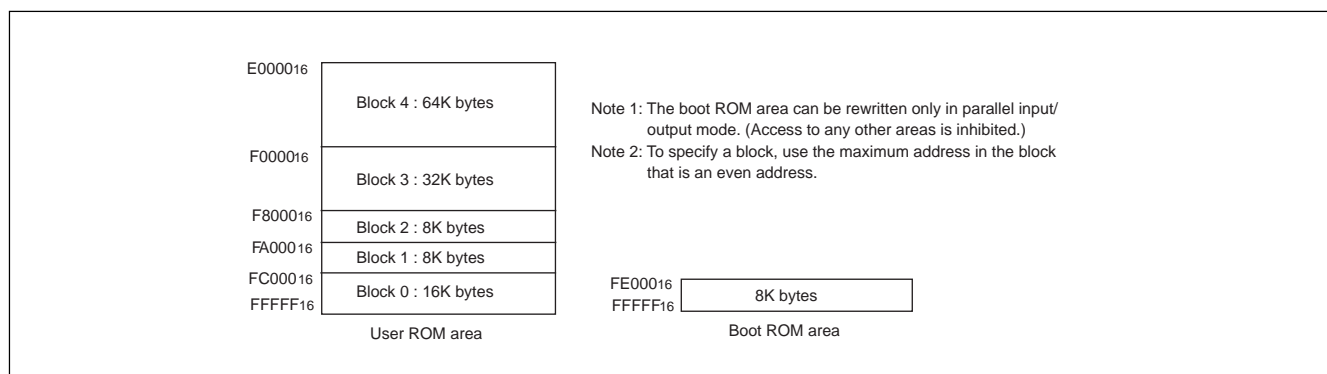 E000016
Block 4 : 64K bytes
F000016
Block 3 : 32K bytes
F800016
Block 2 : 8K bytes
FA00016
Block 1 : 8K bytes
FC00016
Block 0 : 16K bytes
FFFFF16
User ROM area
Note 1: The boot ROM area can be rewritten only in parallel input/
output mode. (Access to any other areas is inhibited.)
Note 2: To specify a block, use the maximum address in the block
that is an even address.
FE00016
8K bytes
FFFFF16
Boot ROM area